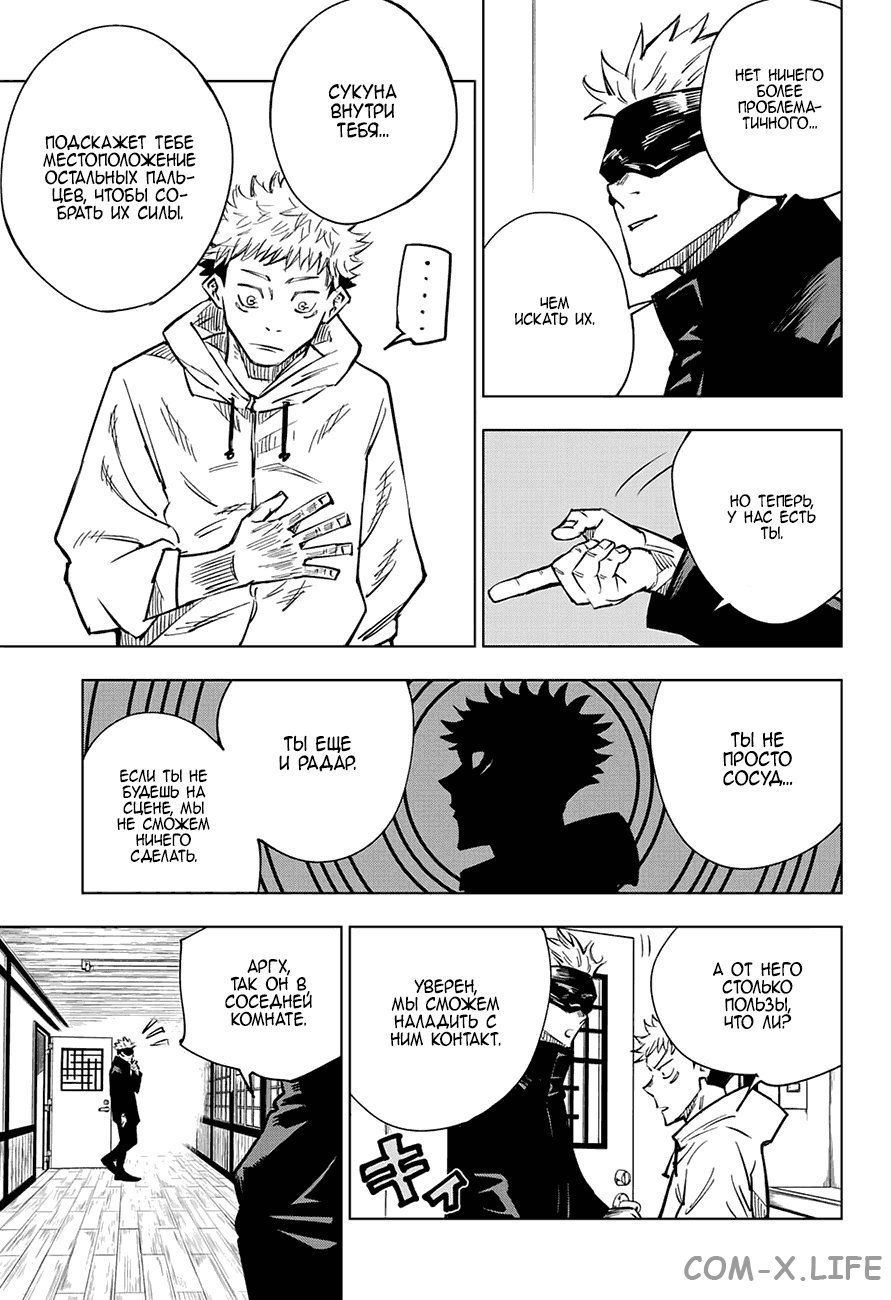 НЕТ НИЧЕГО
БОЛЕЕ
ПРОБЛЕМА-
ТИЧНОГО...
ЧЕМ
ИСКАТЬ ИХ.
НО ТЕПЕРЬ,
У НАС ЕСТЬ
ТЫ.
СУКУНА
ВНУТРИ
ТЕБЯ...
ПОДСКАЖЕТ ТЕБЕ
МЕСТОПОЛОЖЕНИЕ
ОСТАЛЬНЫХ ПАЛЬ-
ЦЕВ, ЧТОБЫ СО-
БРАТЬ ИХ СИЛЫ.
.....
ТЫ НЕ
ПРОСТО
СОСУД...
ТЫ ЕЩЕ
И РАДАР.
ЕСЛИ ТЫ НЕ
БУДЕШЬ НА
СЦЕНЕ, МЫ
НЕ СМОЖЕМ
НИЧЕГО
СДЕЛАТЬ.
А ОТ НЕГО
СТОЛЬКО
ПОЛЬЗЫ,
ЧТО ЛИ?
УВЕРЕН,
МЫ СМОЖЕМ
НАЛАДИТЬ С
НИМ КОНТАКТ.
キィ
АРГХ,
ТАК ОН В
СОСЕДНЕЙ
КОМНАТЕ.
COM-X.LIFE